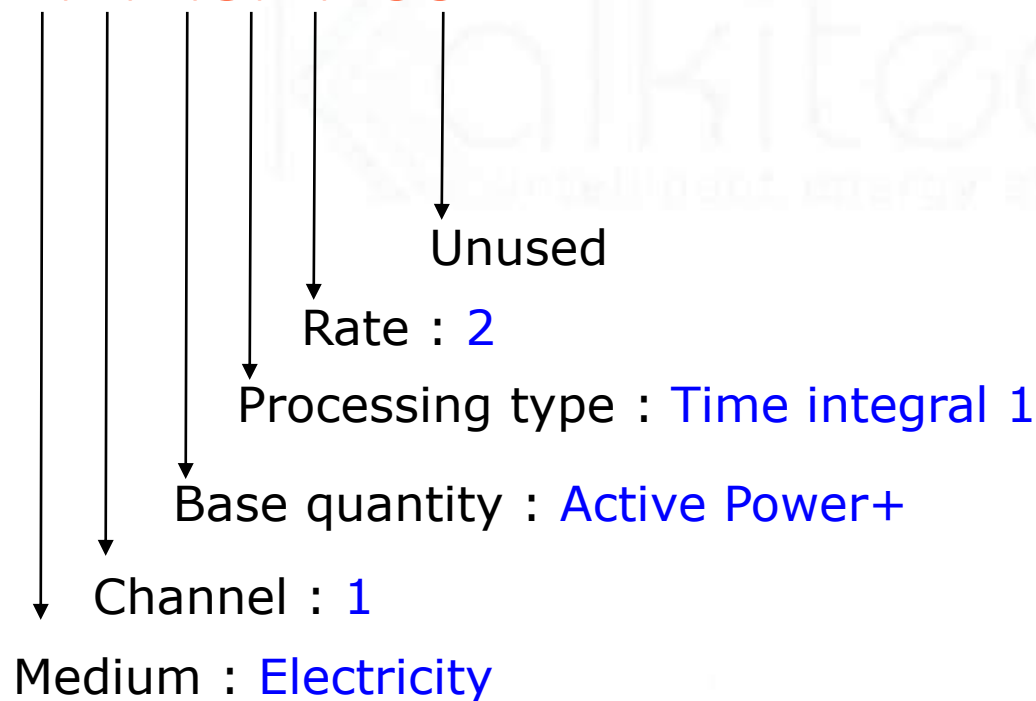 Unused
Rate : 2
Processing type : Time integral 1
Base quantity : Active Power+
Channel : 1
Medium : Electricity